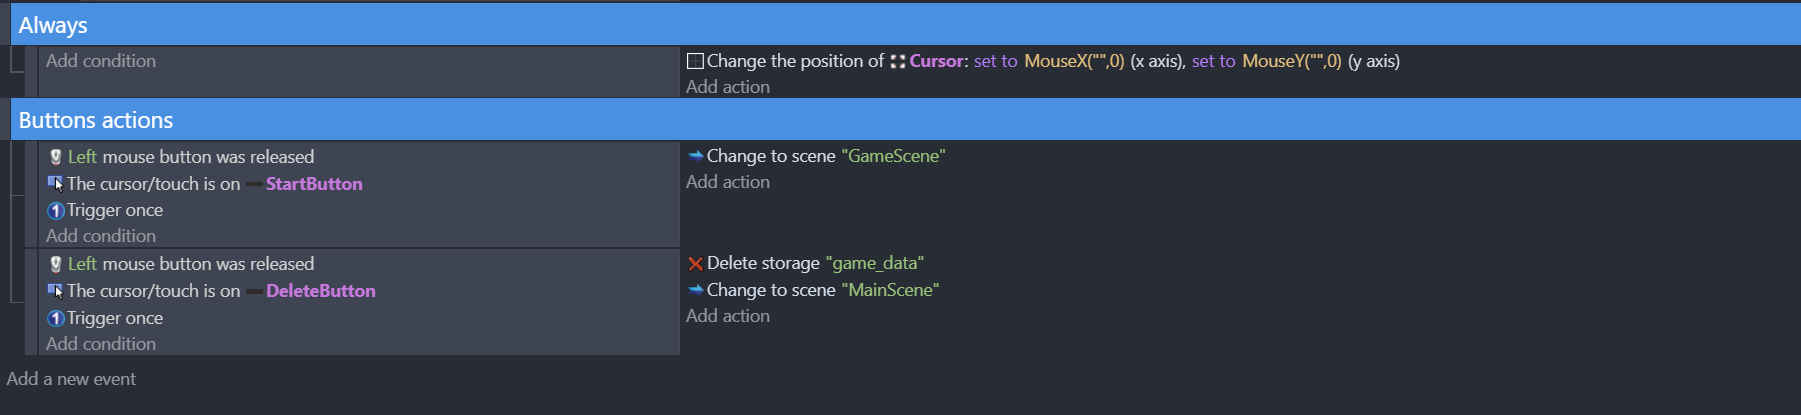 Always
Add condition
Change the position of Cursor: set to MouseX("",0) (x axis), set to MouseY("",0) (y axis)
Add action
Buttons actions
Left mouse button was released
The cursor/touch is on StartButton
Trigger once
Add condition
Change to scene "GameScene"
Add action
Left mouse button was released
The cursor/touch is on DeleteButton
Trigger once
Add condition
Delete storage "game_data"
Change to scene "MainScene"
Add action
Add a new event